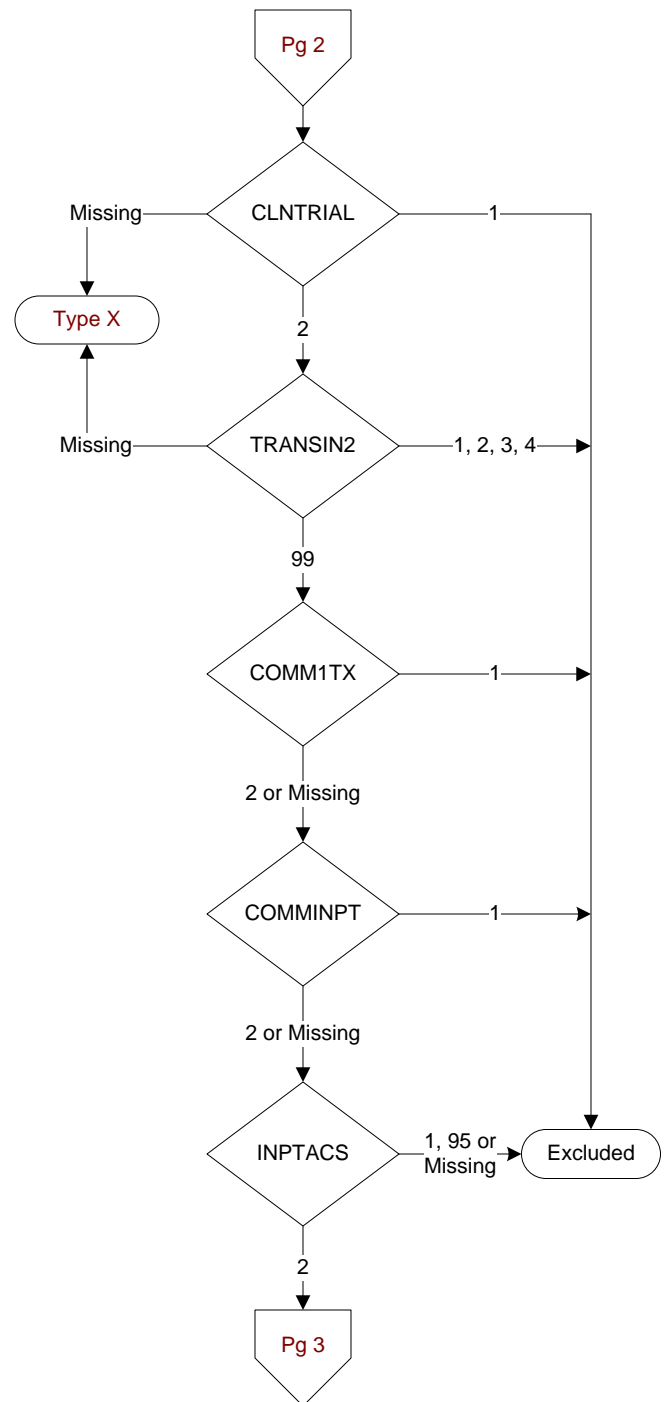 Pg 2
CLNTRIAL
Missing
1
Type X
2
TRANSIN2
Missing
1, 2, 3, 4
99
COMM1TX
1
2 or Missing
COMMINPT
1
2 or Missing
INPTACS
1, 95 or
Missing
Excluded
2
Pg 3